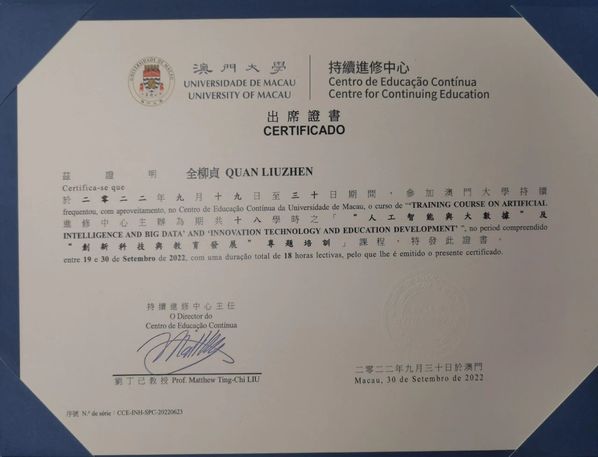 澳門大學
UNIVERSIDADE DE MACAU
UNIVERSITY OF MACAU
持續進修中心
Centro de Educação Contínua
Centre for Continuing Education
出席證書
CERTIFICADO
茲證明 全柳貞 QUAN LIUZHEN
Certifica-se que
於二零二二年九月十九日至三十日期間，參加澳門大學持續
frequentou, com aproveitamento, no Centro de Educação Contínua da Universidade de Macau, o curso de “‘TRAINING COURSE ON ARTIFICIAL
進修中心主辦為期共十八學時之「“人工智能與大數據”及
INTELLIGENCE AND BIG DATA’ AND ‘INNOVATION TECHNOLOGY AND EDUCATION DEVELOPMENT’ ”, no período compreendido
“創新科技與教育發展”專題培訓」課程，特發此證書。
entre 19 e 30 de Setembro de 2022, com uma duração total de 18 horas lectivas, pelo que lhe é emitido o presente certificado.
持續進修中心主任
O Director do
Centro de Educação Contínua
劉丁己教授 Prof. Matthew Ting-Chi LIU
二零二二年九月三十日於澳門
Macau, 30 de Setembro de 2022
序號 N.º de série : CCE-INH-SPC-20220623